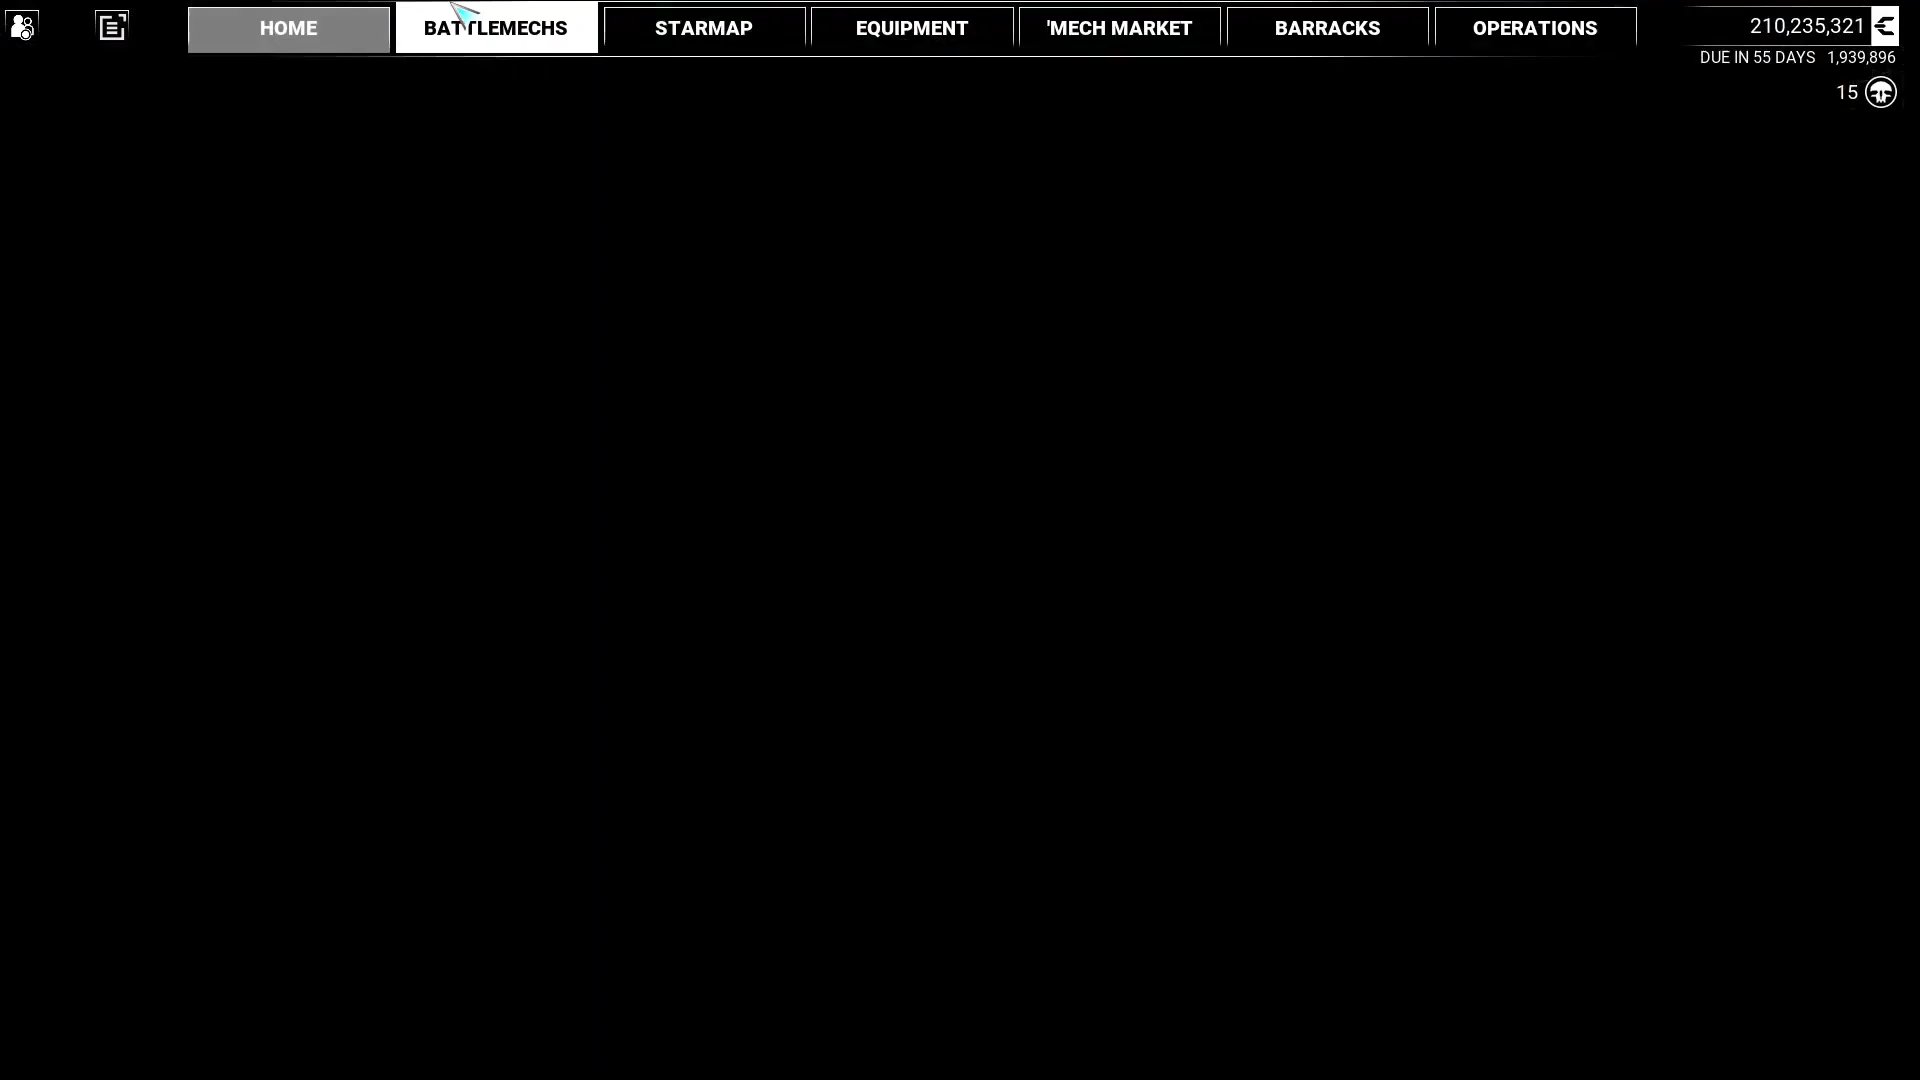 HOME
BATTLEMECHS
STARMAP
EQUIPMENT
'MECH MARKET
BARRACKS
OPERATIONS
210,235,321
DUE IN 55 DAYS 1,939,896
15